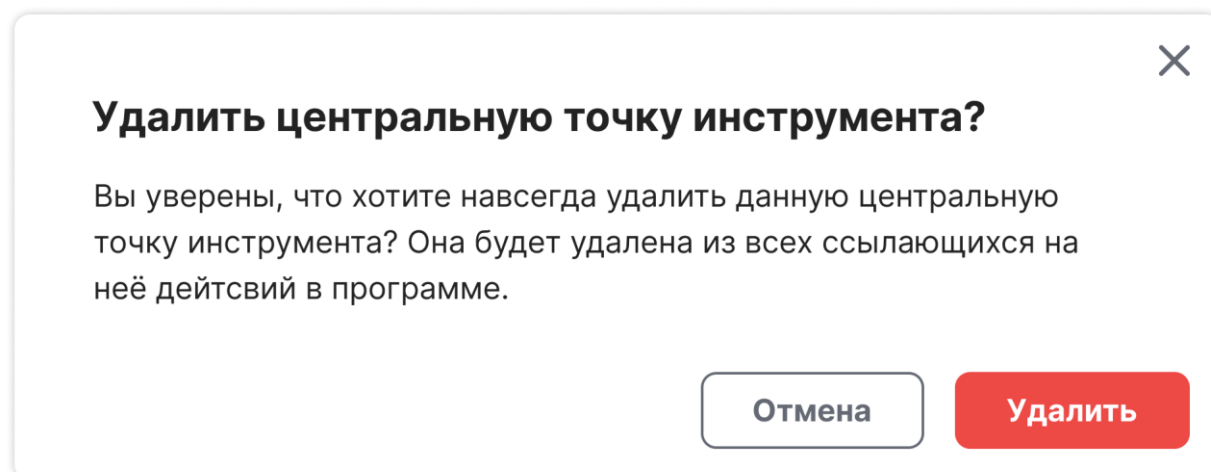 Удалить центральную точку инструмента?
Вы уверены, что хотите навсегда удалить данную центральную
точку инструмента? Она будет удалена из всех ссылающихся на
неё дейтсвий в программе.
Отмена
Удалить